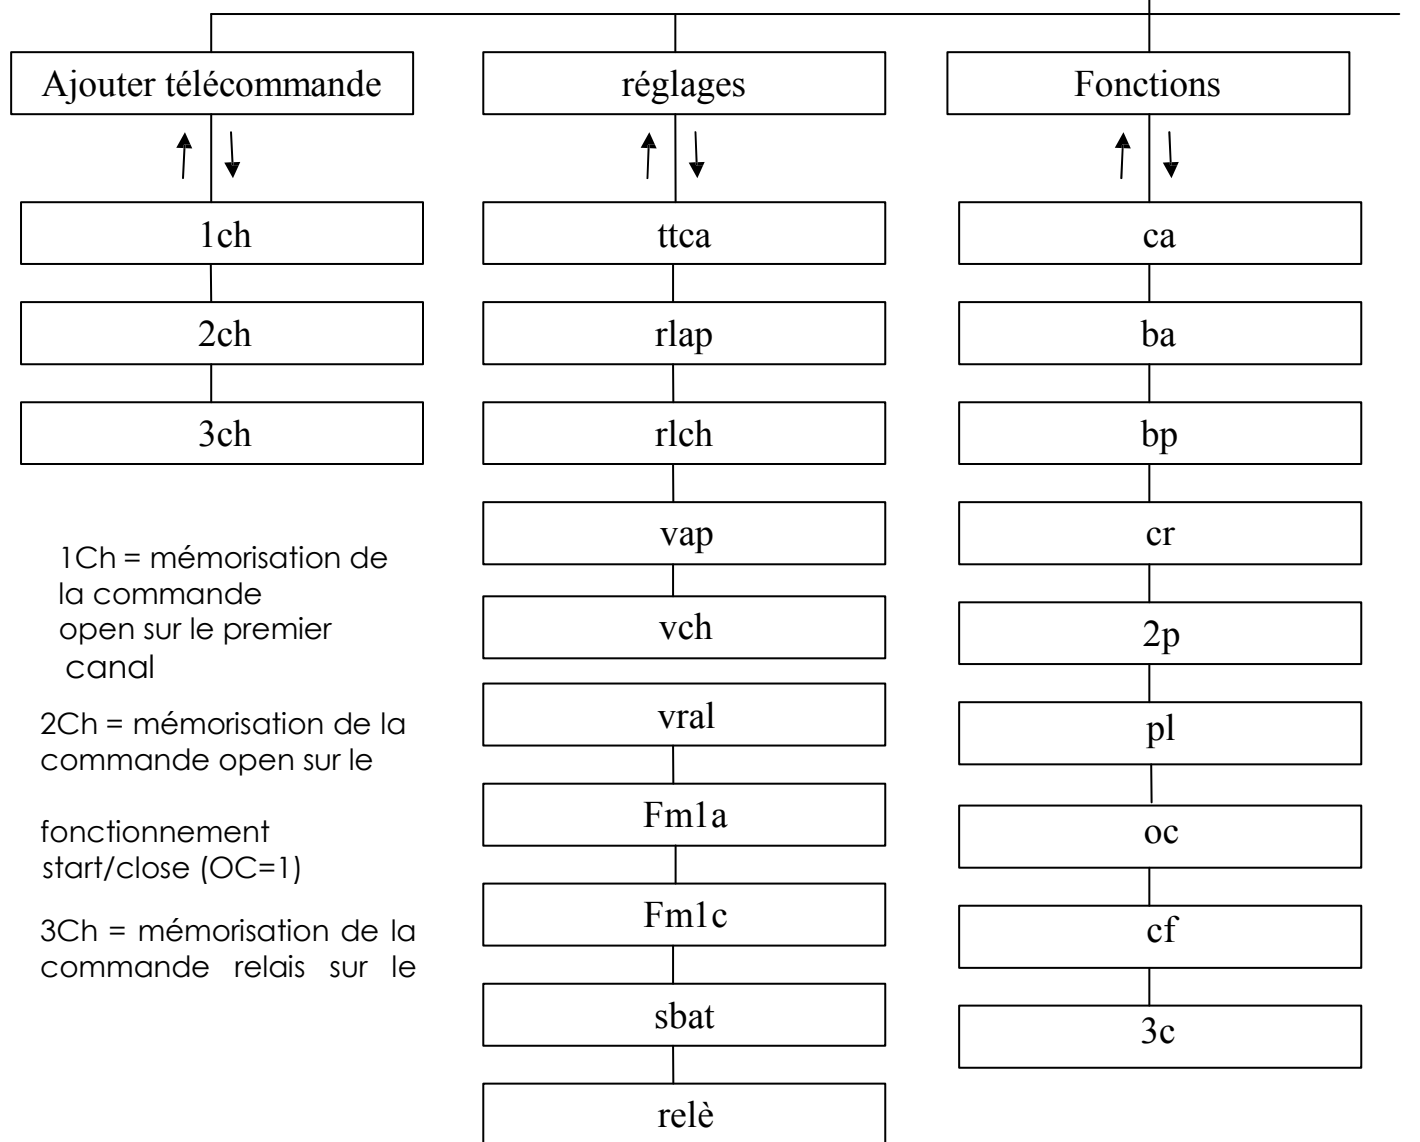 Ajouter télécommande
1ch
2ch
3ch
1Ch = mémorisation de
la commande
open sur le premier
canal
2Ch = mémorisation de la
commande open sur le
fonctionnement
start/close (OC=1)
3Ch = mémorisation de la
commande relais sur le
réglages
ttca
rlap
rlch
vap
vch
vral
Fm1a
Fm1c
sbat
relè
Fonctions
ca
ba
bp
cr
2p
pl
oc
cf
3c